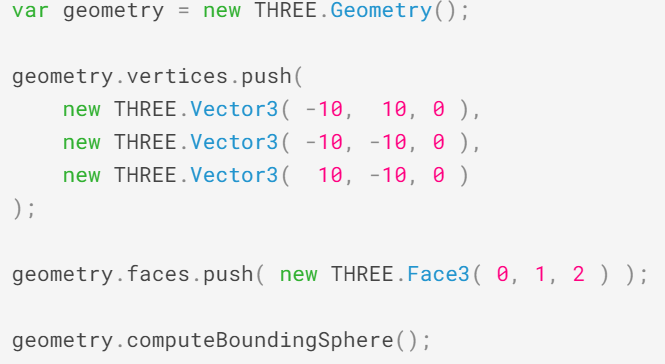 var geometry = new THREE.Geometry();

geometry.vertices.push(
    new THREE.Vector3( -10,  10, 0 ),
    new THREE.Vector3( -10, -10, 0 ),
    new THREE.Vector3(  10, -10, 0 )
);

geometry.faces.push( new THREE.Face3( 0, 1, 2 ) );

geometry.computeBoundingSphere();